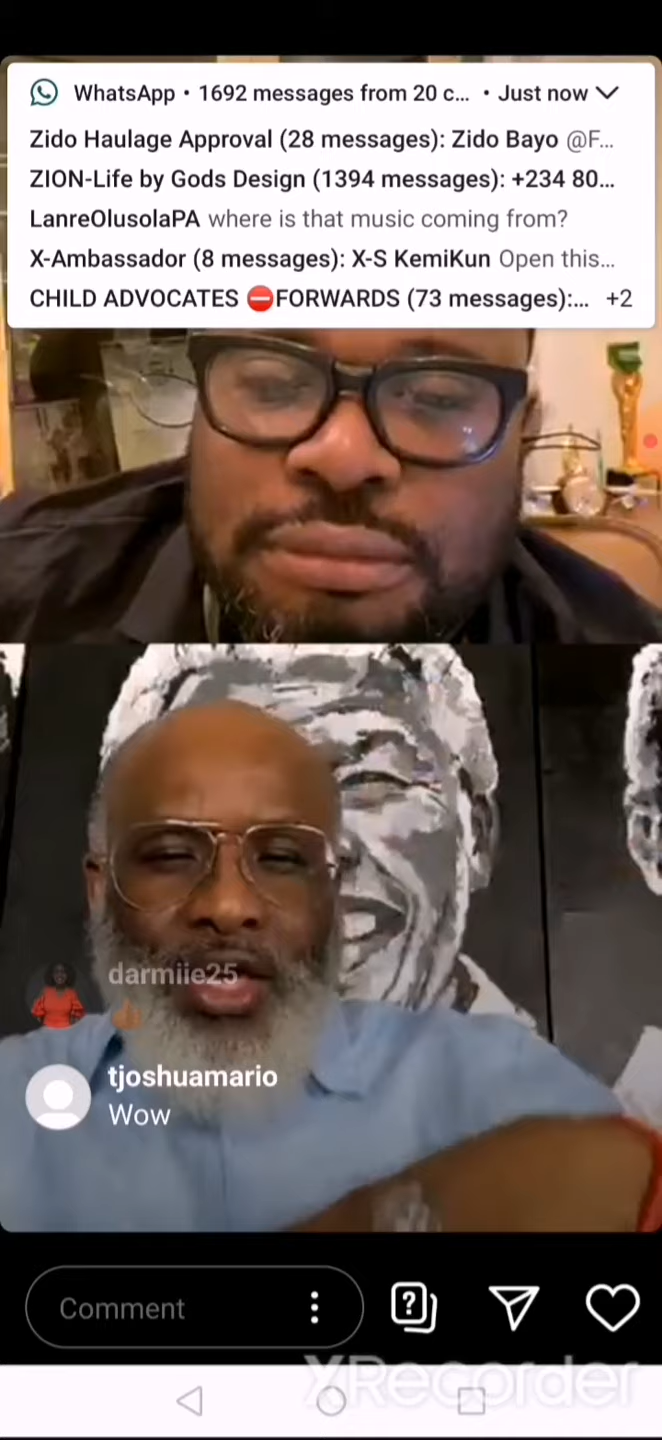 WhatsApp • 1692 messages from 20 c... • Just now
Zido Haulage Approval (28 messages): Zido Bayo @F...
ZION-Life by Gods Design (1394 messages): +234 80...
LanreOlusolaPA where is that music coming from?
X-Ambassador (8 messages): X-S KemiKun Open this...
CHILD ADVOCATES ⛔FORWARDS (73 messages):... +2
darmiie25
👍🏾
tjoshuamario
Wow
Comment
XRecorder